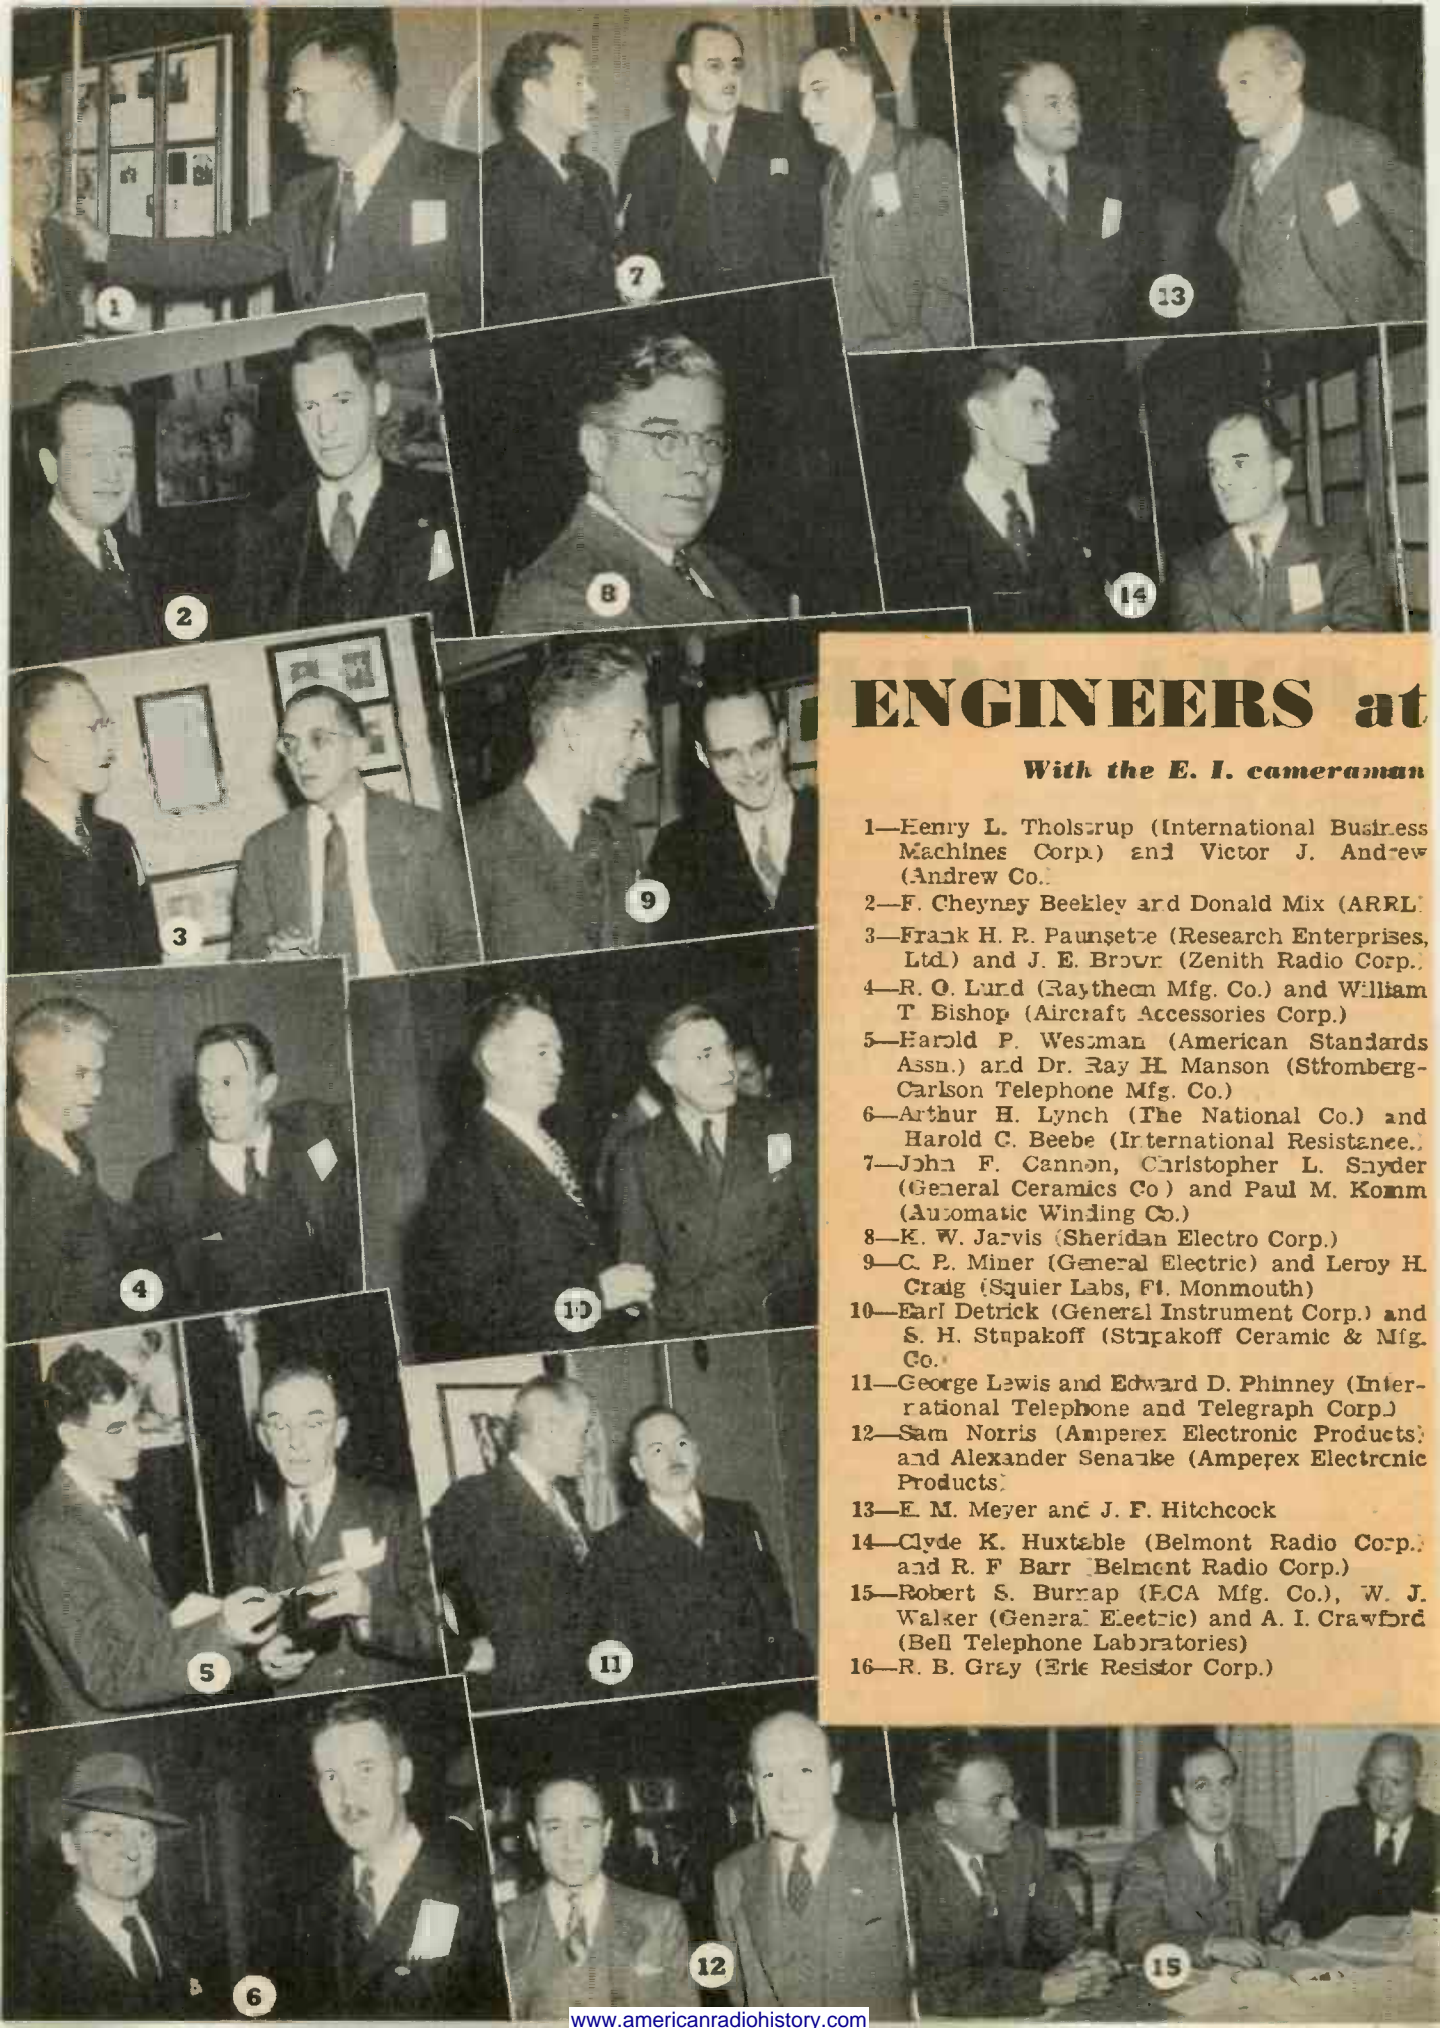 1
7
13
2
8
14
3
9
4
10
5
11
6
12
15
ENGINEERS at
With the E. I. cameraman
1—Henry L. Tholstrup (International Business
Machines Corp.) and Victor J. Andrew
(Andrew Co.)
2—F. Cheyney Beekley and Donald Mix (ARRL)
3—Frank H. R. (Research Enterprises,
Ltd.) and J. E. Brown (Zenith Radio Corp.)
4—R. O. Lund (Raytheon Mfg. Co.) and William
T. Bishop (Aircraft Accessories Corp.)
5—Harold P. Westman (American Standards
Assn.) and Dr. Ray H. Manson (Stromberg-
Carlson Telephone Mfg. Co.)
6—Arthur H. Lynch (The National Co.) and
Harold C. Beebe (International Resistance.)
7—John F. Cannon, Christopher L. Snyder
(General Ceramics Co.) and Paul M. Komm
(Automatic Winding Co.)
8—K. W. Jarvis (Sheridan Electro Corp.)
9—C. R. Miner (General Electric) and Leroy H.
Craig (Squier Labs, Ft. Monmouth)
10—Earl Detrick (General Instrument Corp.) and
S. H. Stupakoff (Stupakoff Ceramic & Mfg.
Co.)
11—George Lewis and Edward D. Phinney (Inter-
national Telephone and Telegraph Corp.)
12—Sam Norris (Amperex Electronic Products)
and Alexander Senauke (Amperex Electronic
Products)
13—E. M. Meyer and J. F. Hitchcock
14—Clyde K. Huxtable (Belmont Radio Corp.)
and R. F. Barr (Belmont Radio Corp.)
15—Robert S. Burnap (RCA Mfg. Co.), W. J.
Walker (General Electric) and A. I. Crawford
(Bell Telephone Laboratories)
16—R. B. Gray (Erie Resistor Corp.)
www.americanradiohistory.com